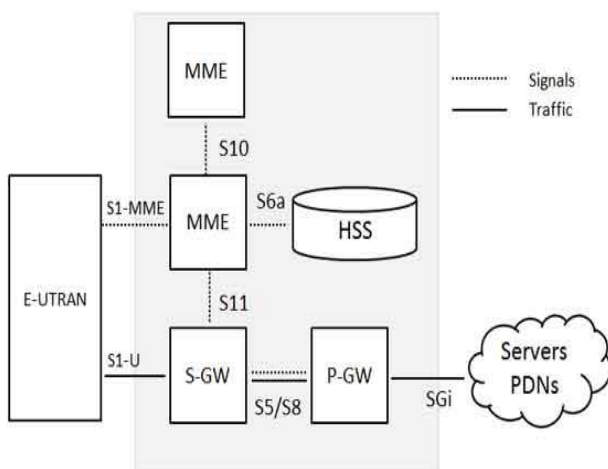 MME
Signals
Traffic
S10
S1-MME
MME
S6a
HSS
E-UTRAN
S11
S1-U
S-GW
P-GW
S5/S8
SGi
Servers
PDNs